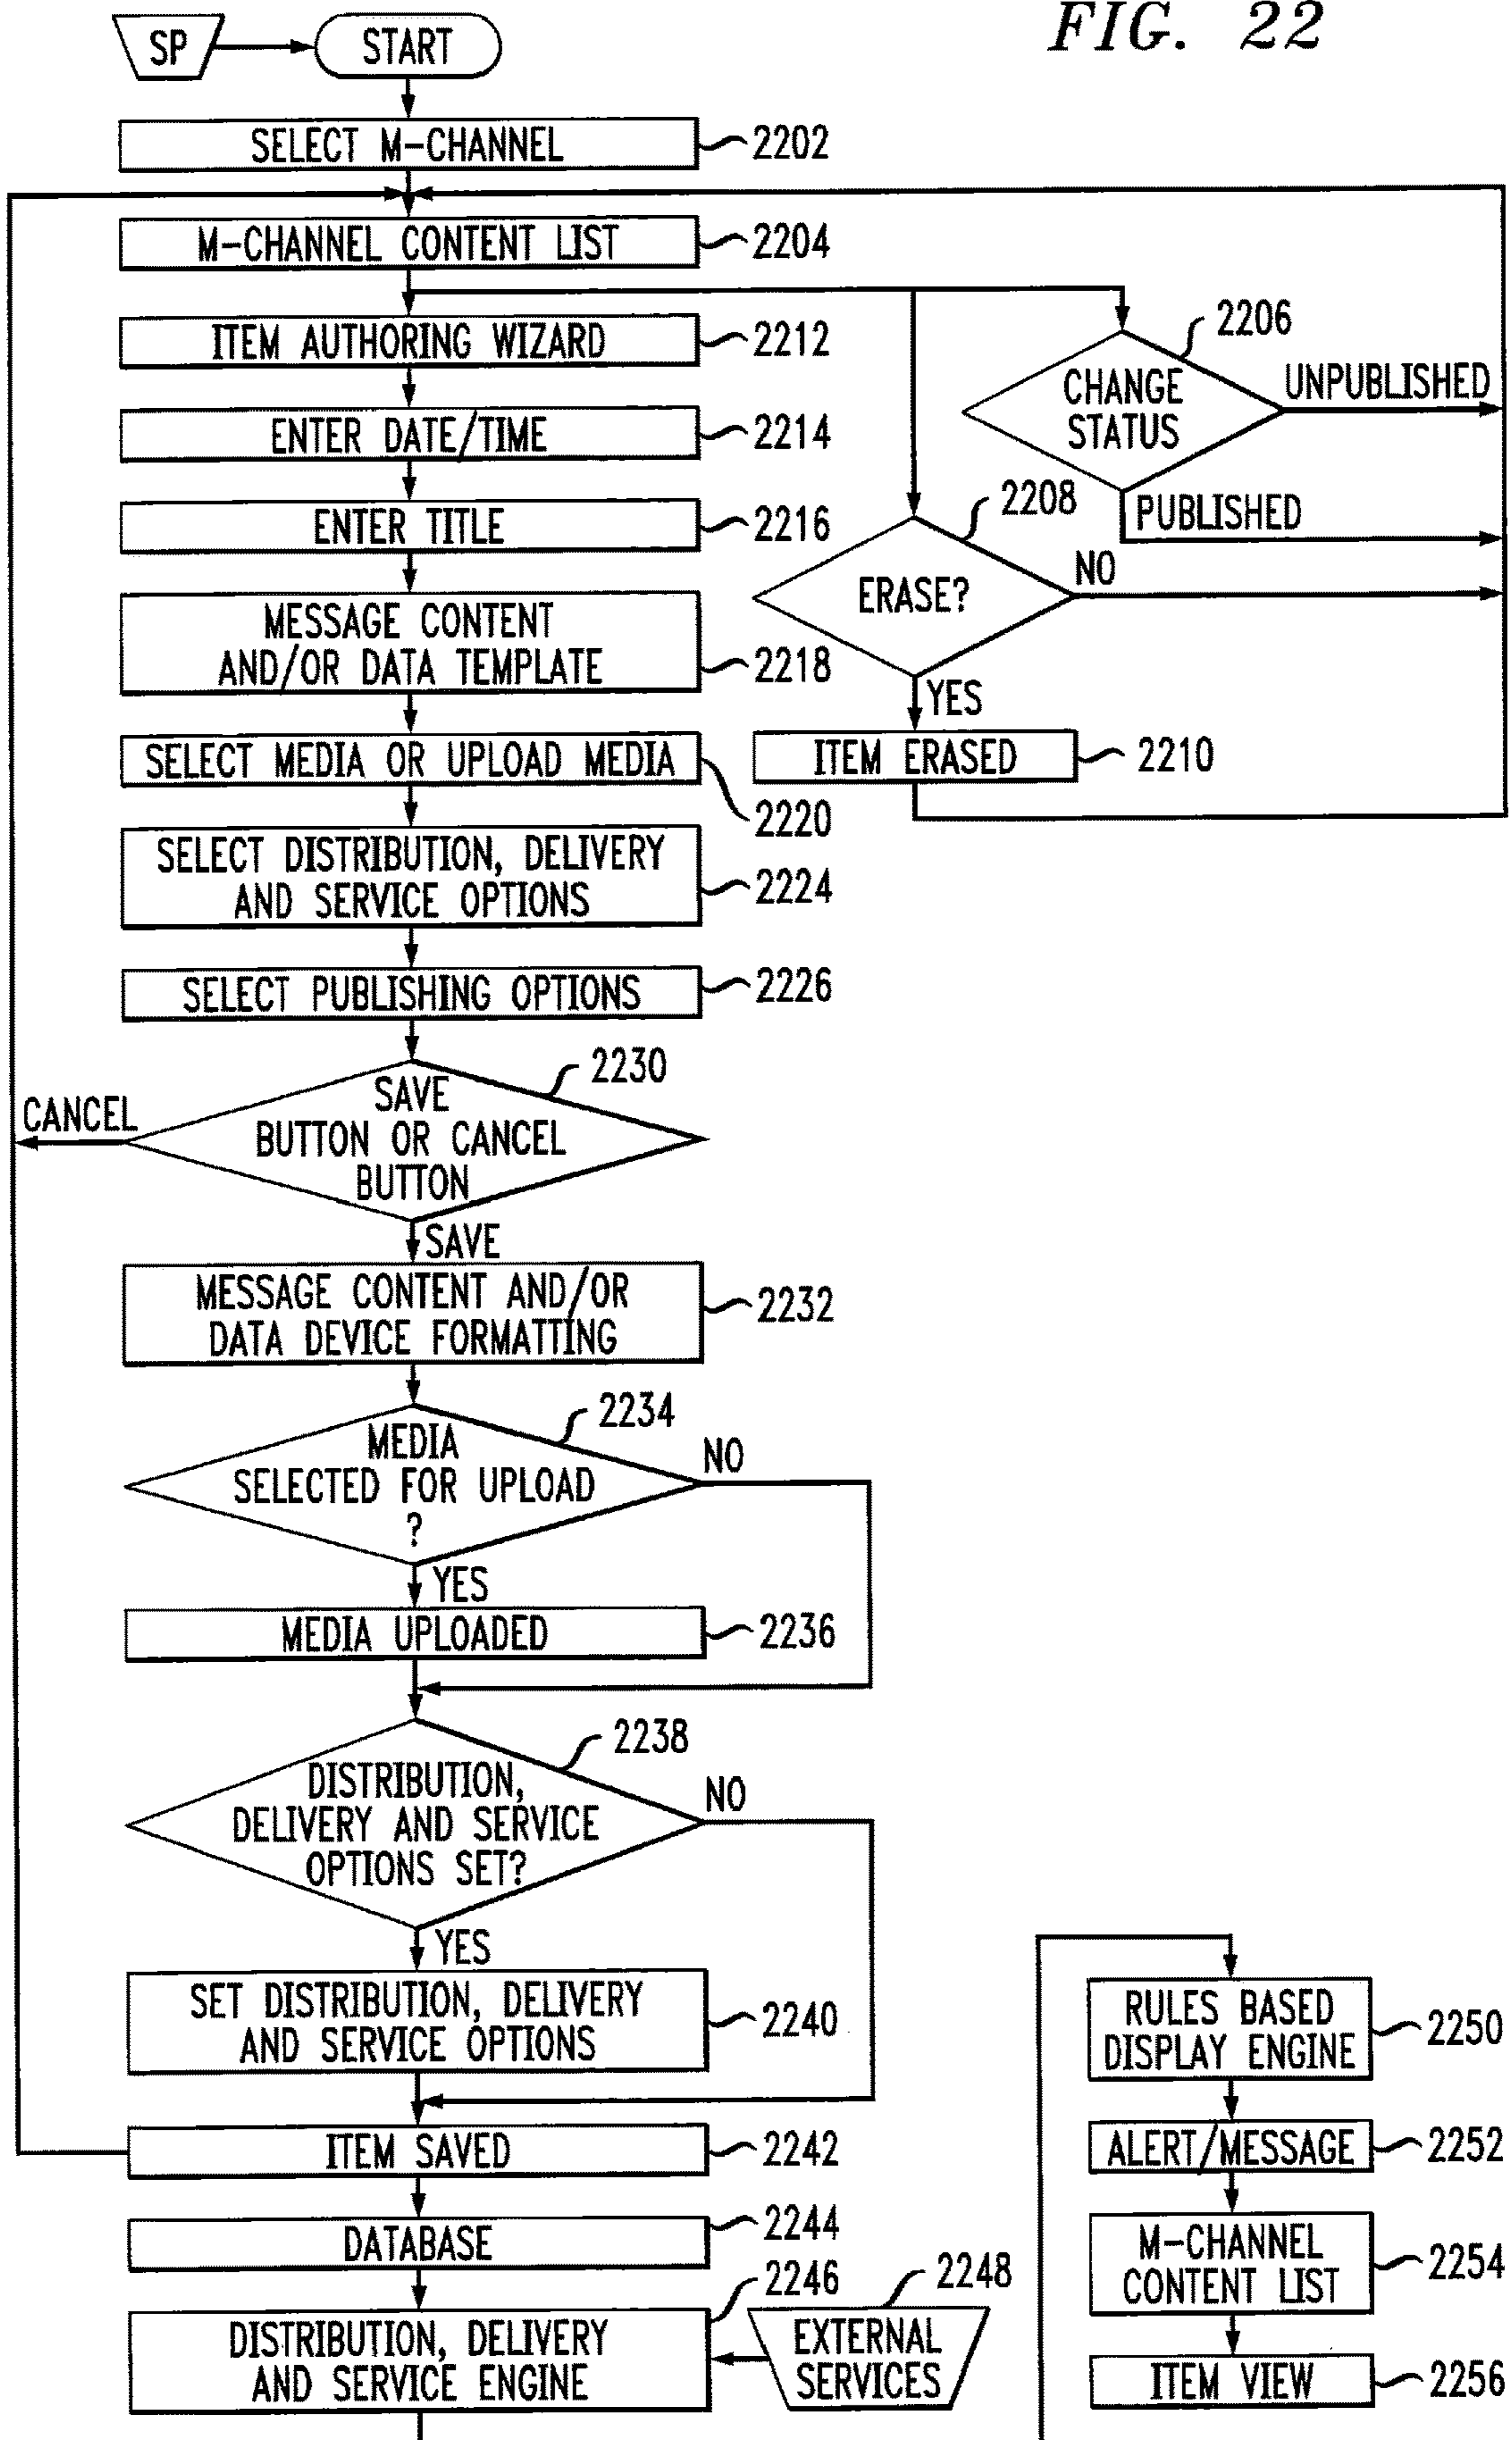 FIG. 22
SP
START
SELECT M-CHANNEL
2202
M-CHANNEL CONTENT LIST
2204
ITEM AUTHORING WIZARD
2212
2206
CHANGE
STATUS
UNPUBLISHED
PUBLISHED
ENTER DATE/TIME
2214
ENTER TITLE
2216
2208
ERASE?
NO
YES
MESSAGE CONTENT
AND/OR DATA TEMPLATE
2218
SELECT MEDIA OR UPLOAD MEDIA
2220
ITEM ERASED
2210
SELECT DISTRIBUTION, DELIVERY
AND SERVICE OPTIONS
2224
SELECT PUBLISHING OPTIONS
2226
2230
SAVE
BUTTON OR CANCEL
BUTTON
CANCEL
SAVE
MESSAGE CONTENT AND/OR
DATA DEVICE FORMATTING
2232
2234
MEDIA
SELECTED FOR UPLOAD
?
NO
YES
MEDIA UPLOADED
2236
2238
DISTRIBUTION,
DELIVERY AND SERVICE
OPTIONS SET?
NO
YES
SET DISTRIBUTION, DELIVERY
AND SERVICE OPTIONS
2240
ITEM SAVED
2242
DATABASE
2244
2246
DISTRIBUTION, DELIVERY
AND SERVICE ENGINE
2248
EXTERNAL
SERVICES
RULES BASED
DISPLAY ENGINE
2250
ALERT/MESSAGE
2252
M-CHANNEL
CONTENT LIST
2254
ITEM VIEW
2256